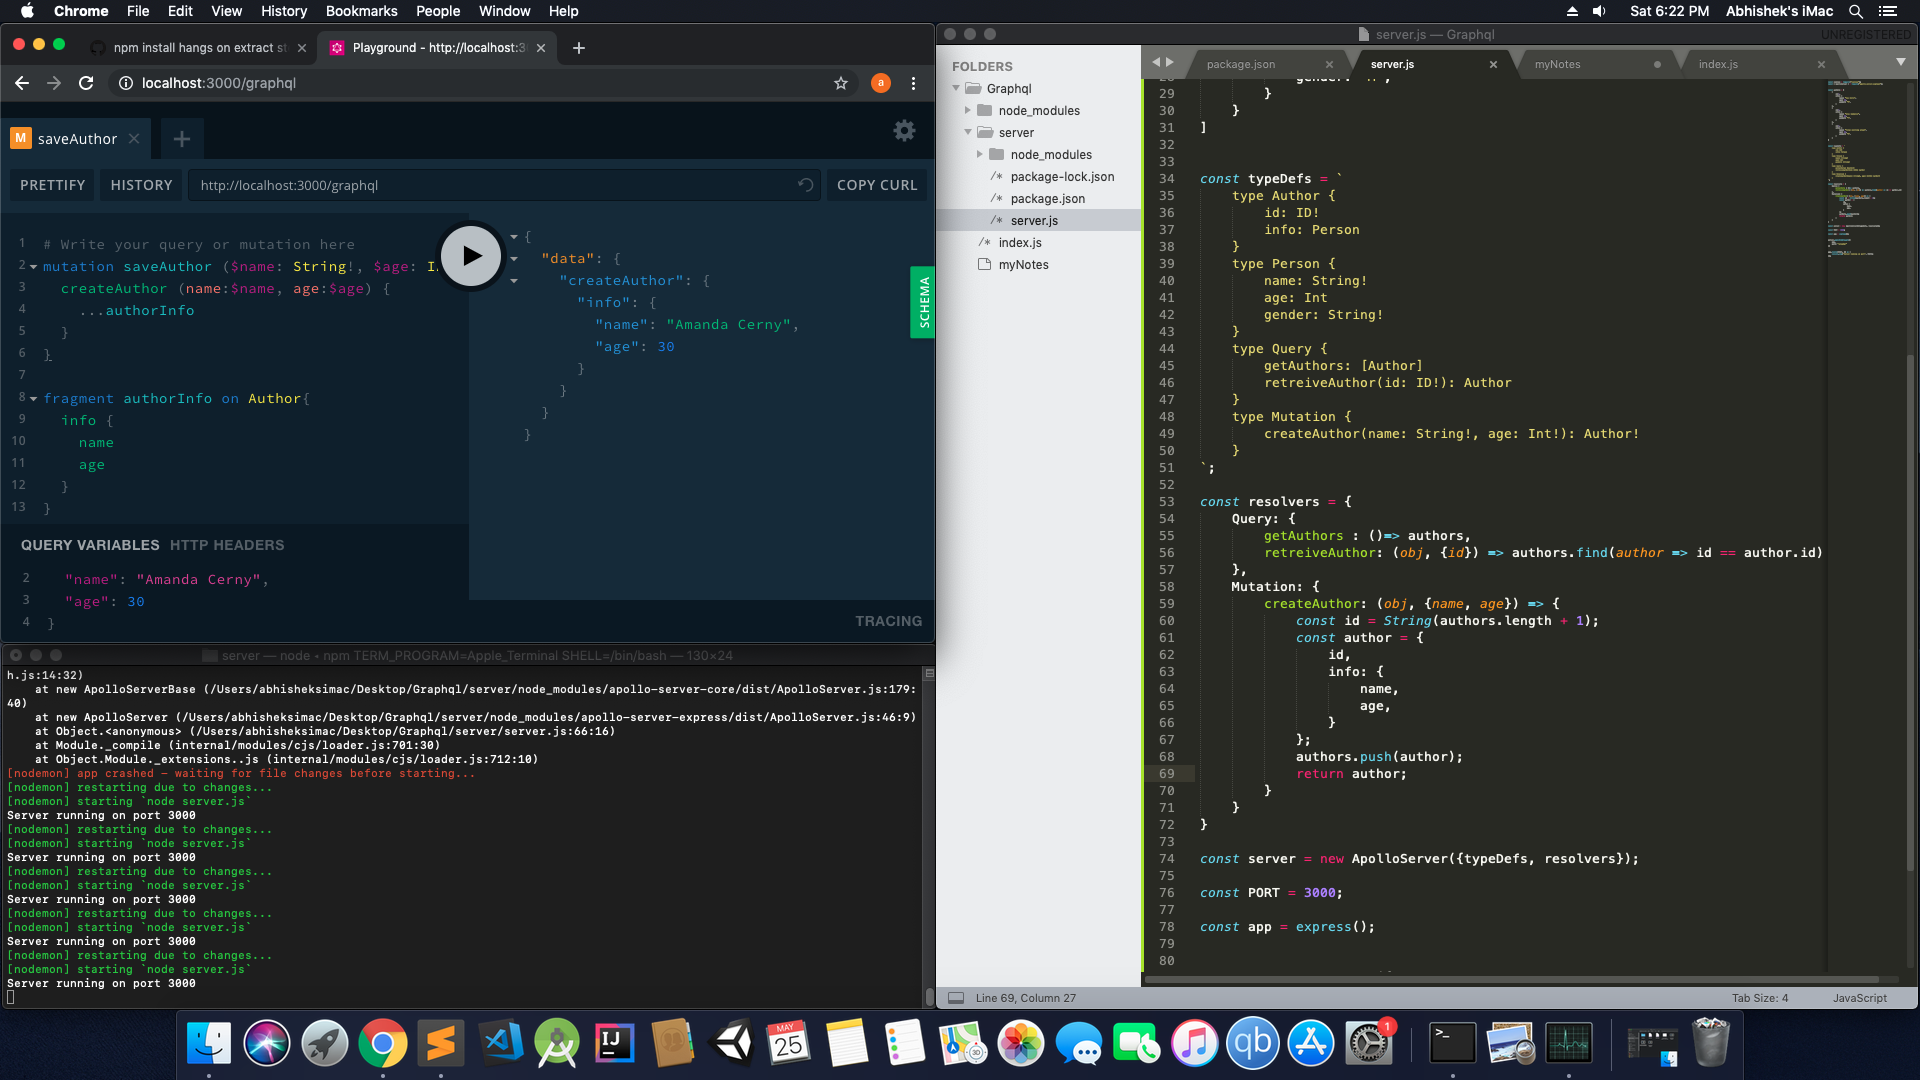 Chrome File Edit View History Bookmarks People Window Help
Sat 6:22 PM Abhishek's iMac
npm install hangs on extract st
Playground - http://localhost:3
localhost:3000/graphql
a
M saveAuthor
PRETTIFY HISTORY http://localhost:3000/graphql COPY CURL
1 # Write your query or mutation here
2 mutation saveAuthor ($name: String!, $age: I
3 createAuthor (name:$name, age:$age) {
4 ...authorInfo
5 }
6 }
7
8 fragment authorInfo on Author{
9 info {
10 name
11 age
12 }
13 }
{
"data": {
"createAuthor": {
"info": {
"name": "Amanda Cerny",
"age": 30
}
}
}
}
SCHEMA
QUERY VARIABLES HTTP HEADERS
2 "name": "Amanda Cerny",
3 "age": 30
4 }
TRACING
server — node • npm TERM_PROGRAM=Apple_Terminal SHELL=/bin/bash — 130×24
h.js:14:32)
at new ApolloServerBase (/Users/abhisheksimac/Desktop/Graphql/server/node_modules/apollo-server-core/dist/ApolloServer.js:179:
40)
at new ApolloServer (/Users/abhisheksimac/Desktop/Graphql/server/node_modules/apollo-server-express/dist/ApolloServer.js:46:9)
at Object.<anonymous> (/Users/abhisheksimac/Desktop/Graphql/server/server.js:66:16)
at Module._compile (internal/modules/cjs/loader.js:701:30)
at Object.Module._extensions..js (internal/modules/cjs/loader.js:712:10)
[nodemon] app crashed - waiting for file changes before starting...
[nodemon] restarting due to changes...
[nodemon] starting `node server.js`
Server running on port 3000
[nodemon] restarting due to changes...
[nodemon] starting `node server.js`
Server running on port 3000
[nodemon] restarting due to changes...
[nodemon] starting `node server.js`
Server running on port 3000
[nodemon] restarting due to changes...
[nodemon] starting `node server.js`
Server running on port 3000
[nodemon] restarting due to changes...
[nodemon] starting `node server.js`
Server running on port 3000
server.js — Graphql
UNREGISTERED
FOLDERS
Graphql
node_modules
server
node_modules
/* package-lock.json
/* package.json
/* server.js
/* index.js
myNotes
package.json server.js myNotes index.js
29 }
30 }
31 ]
32
33
34 const typeDefs = `
35 type Author {
36 id: ID!
37 info: Person
38 }
39 type Person {
40 name: String!
41 age: Int
42 gender: String!
43 }
44 type Query {
45 getAuthors: [Author]
46 retreiveAuthor(id: ID!): Author
47 }
48 type Mutation {
49 createAuthor(name: String!, age: Int!): Author!
50 }
51 `;
52
53 const resolvers = {
54 Query: {
55 getAuthors : ()=> authors,
56 retreiveAuthor: (obj, {id}) => authors.find(author => id == author.id)
57 },
58 Mutation: {
59 createAuthor: (obj, {name, age}) => {
60 const id = String(authors.length + 1);
61 const author = {
62 id,
63 info: {
64 name,
65 age,
66 }
67 };
68 authors.push(author);
69 return author;
70 }
71 }
72 }
73
74 const server = new ApolloServer({typeDefs, resolvers});
75
76 const PORT = 3000;
77
78 const app = express();
79
80
Line 69, Column 27
Tab Size: 4 JavaScript
IJ
MAY
25
qb
1
>_